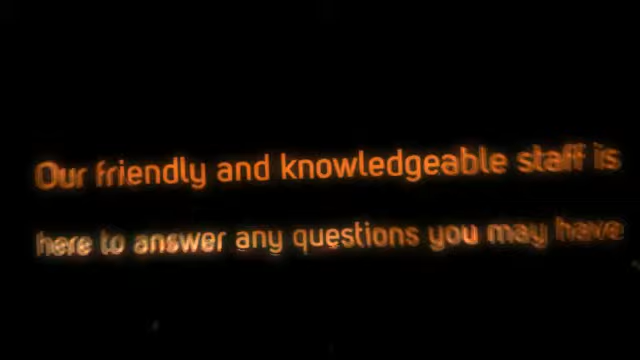 Our friendly and knowledgeable staff is
here to answer any questions you may have